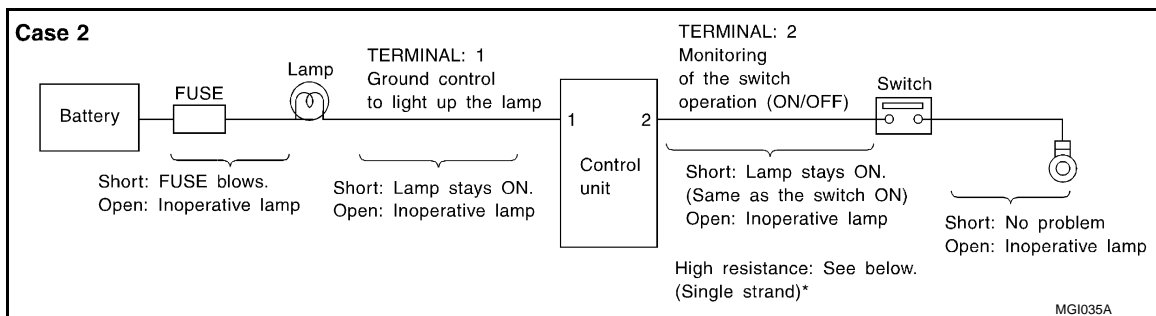 Case 2
Battery
FUSE
Lamp
TERMINAL: 1
Ground control
to light up the lamp
1
2
Control
unit
TERMINAL: 2
Monitoring
of the switch
operation (ON/OFF)
Switch
Short: FUSE blows.
Open: Inoperative lamp
Short: Lamp stays ON.
Open: Inoperative lamp
Short: Lamp stays ON.
(Same as the switch ON)
Open: Inoperative lamp
High resistance: See below.
(Single strand)*
Short: No problem
Open: Inoperative lamp
MGI035A